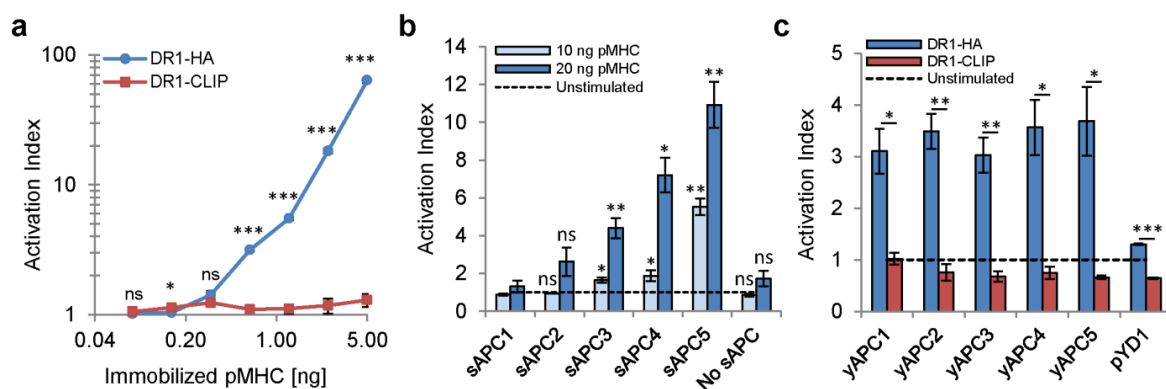 a
DR1-HA
DR1-CLIP
100
10
1
Activation Index
ns
*
ns
***
***
***
***
0.04
0.20
1.00
5.00
Immobilized pMHC [ng]
b
10 ng pMHC
20 ng pMHC
Unstimulated
14
12
10
8
6
4
2
0
Activation Index
ns
ns
*
**
*
*
**
**
ns
ns
sAPC1
sAPC2
sAPC3
sAPC4
sAPC5
No sAPC
c
DR1-HA
DR1-CLIP
Unstimulated
5
4
3
2
1
0
Activation Index
*
**
**
*
*
***
yAPC1
yAPC2
yAPC3
yAPC4
yAPC5
pYD1